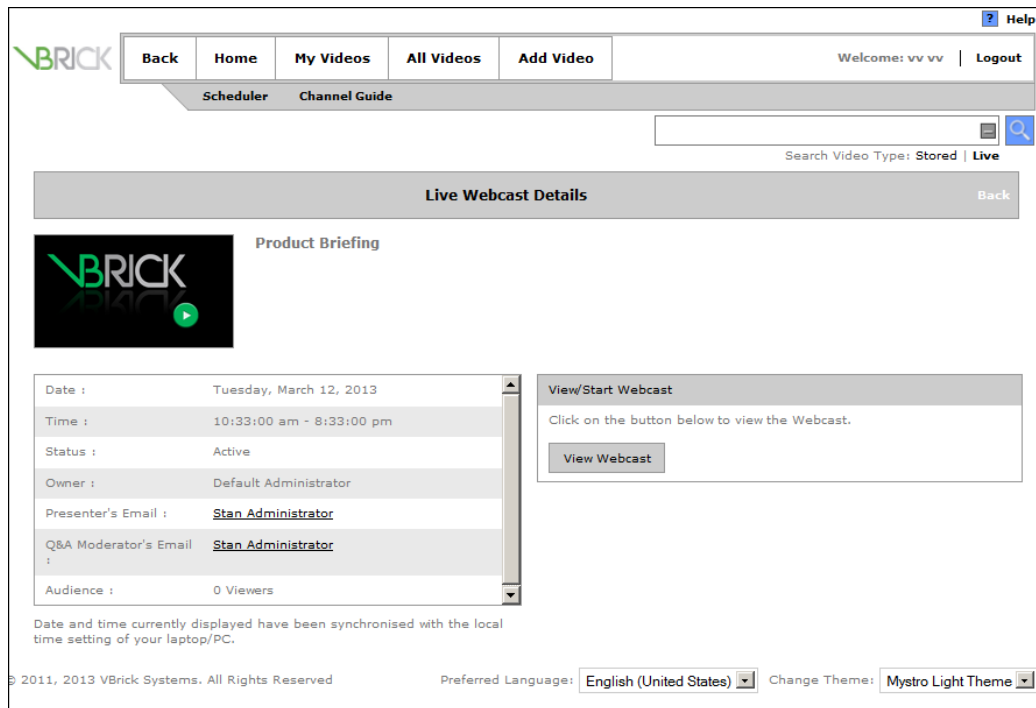 ? Help
VBRICK
Back Home My Videos All Videos Add Video Welcome: vv vv | Logout
Scheduler Channel Guide
Search Video Type: Stored | Live
Live Webcast Details Back
VBRICK
Product Briefing
Date : Tuesday, March 12, 2013
Time : 10:33:00 am - 8:33:00 pm
Status : Active
Owner : Default Administrator
Presenter's Email : Stan Administrator
Q&A Moderator's Email Stan Administrator
:
Audience : 0 Viewers
View/Start Webcast
Click on the button below to view the Webcast.
View Webcast
Date and time currently displayed have been synchronised with the local
time setting of your laptop/PC.
© 2011, 2013 VBrick Systems. All Rights Reserved Preferred Language: English (United States) Change Theme: Mystro Light Theme